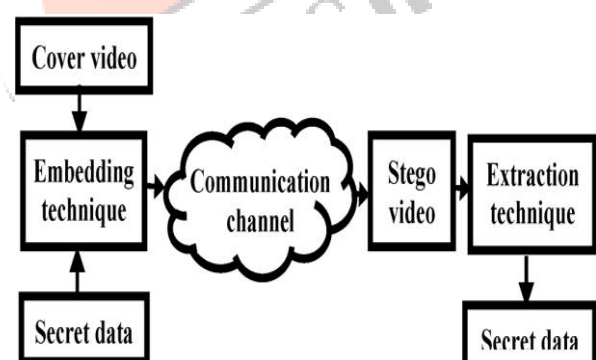 Cover video
Embedding
technique
Secret data
Communication
channel
Stego
video
Extraction
technique
Secret data